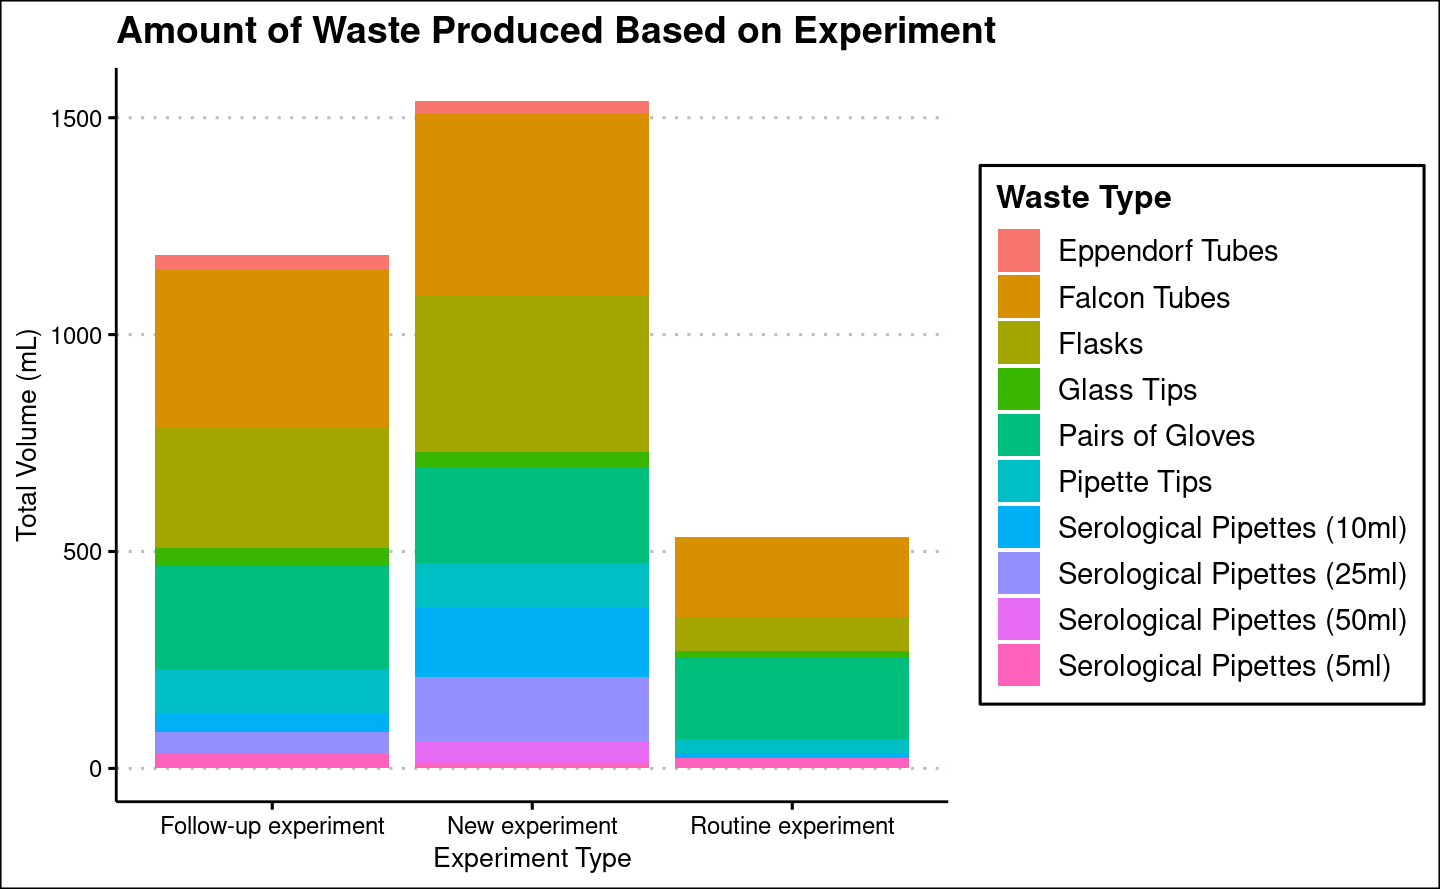 Amount of Waste Produced Based on Experiment
Total Volume (mL)
1500
1000
500
0
Follow-up experiment
New experiment
Routine experiment
Experiment Type
Waste Type
Eppendorf Tubes
Falcon Tubes
Flasks
Glass Tips
Pairs of Gloves
Pipette Tips
Serological Pipettes (10ml)
Serological Pipettes (25ml)
Serological Pipettes (50ml)
Serological Pipettes (5ml)